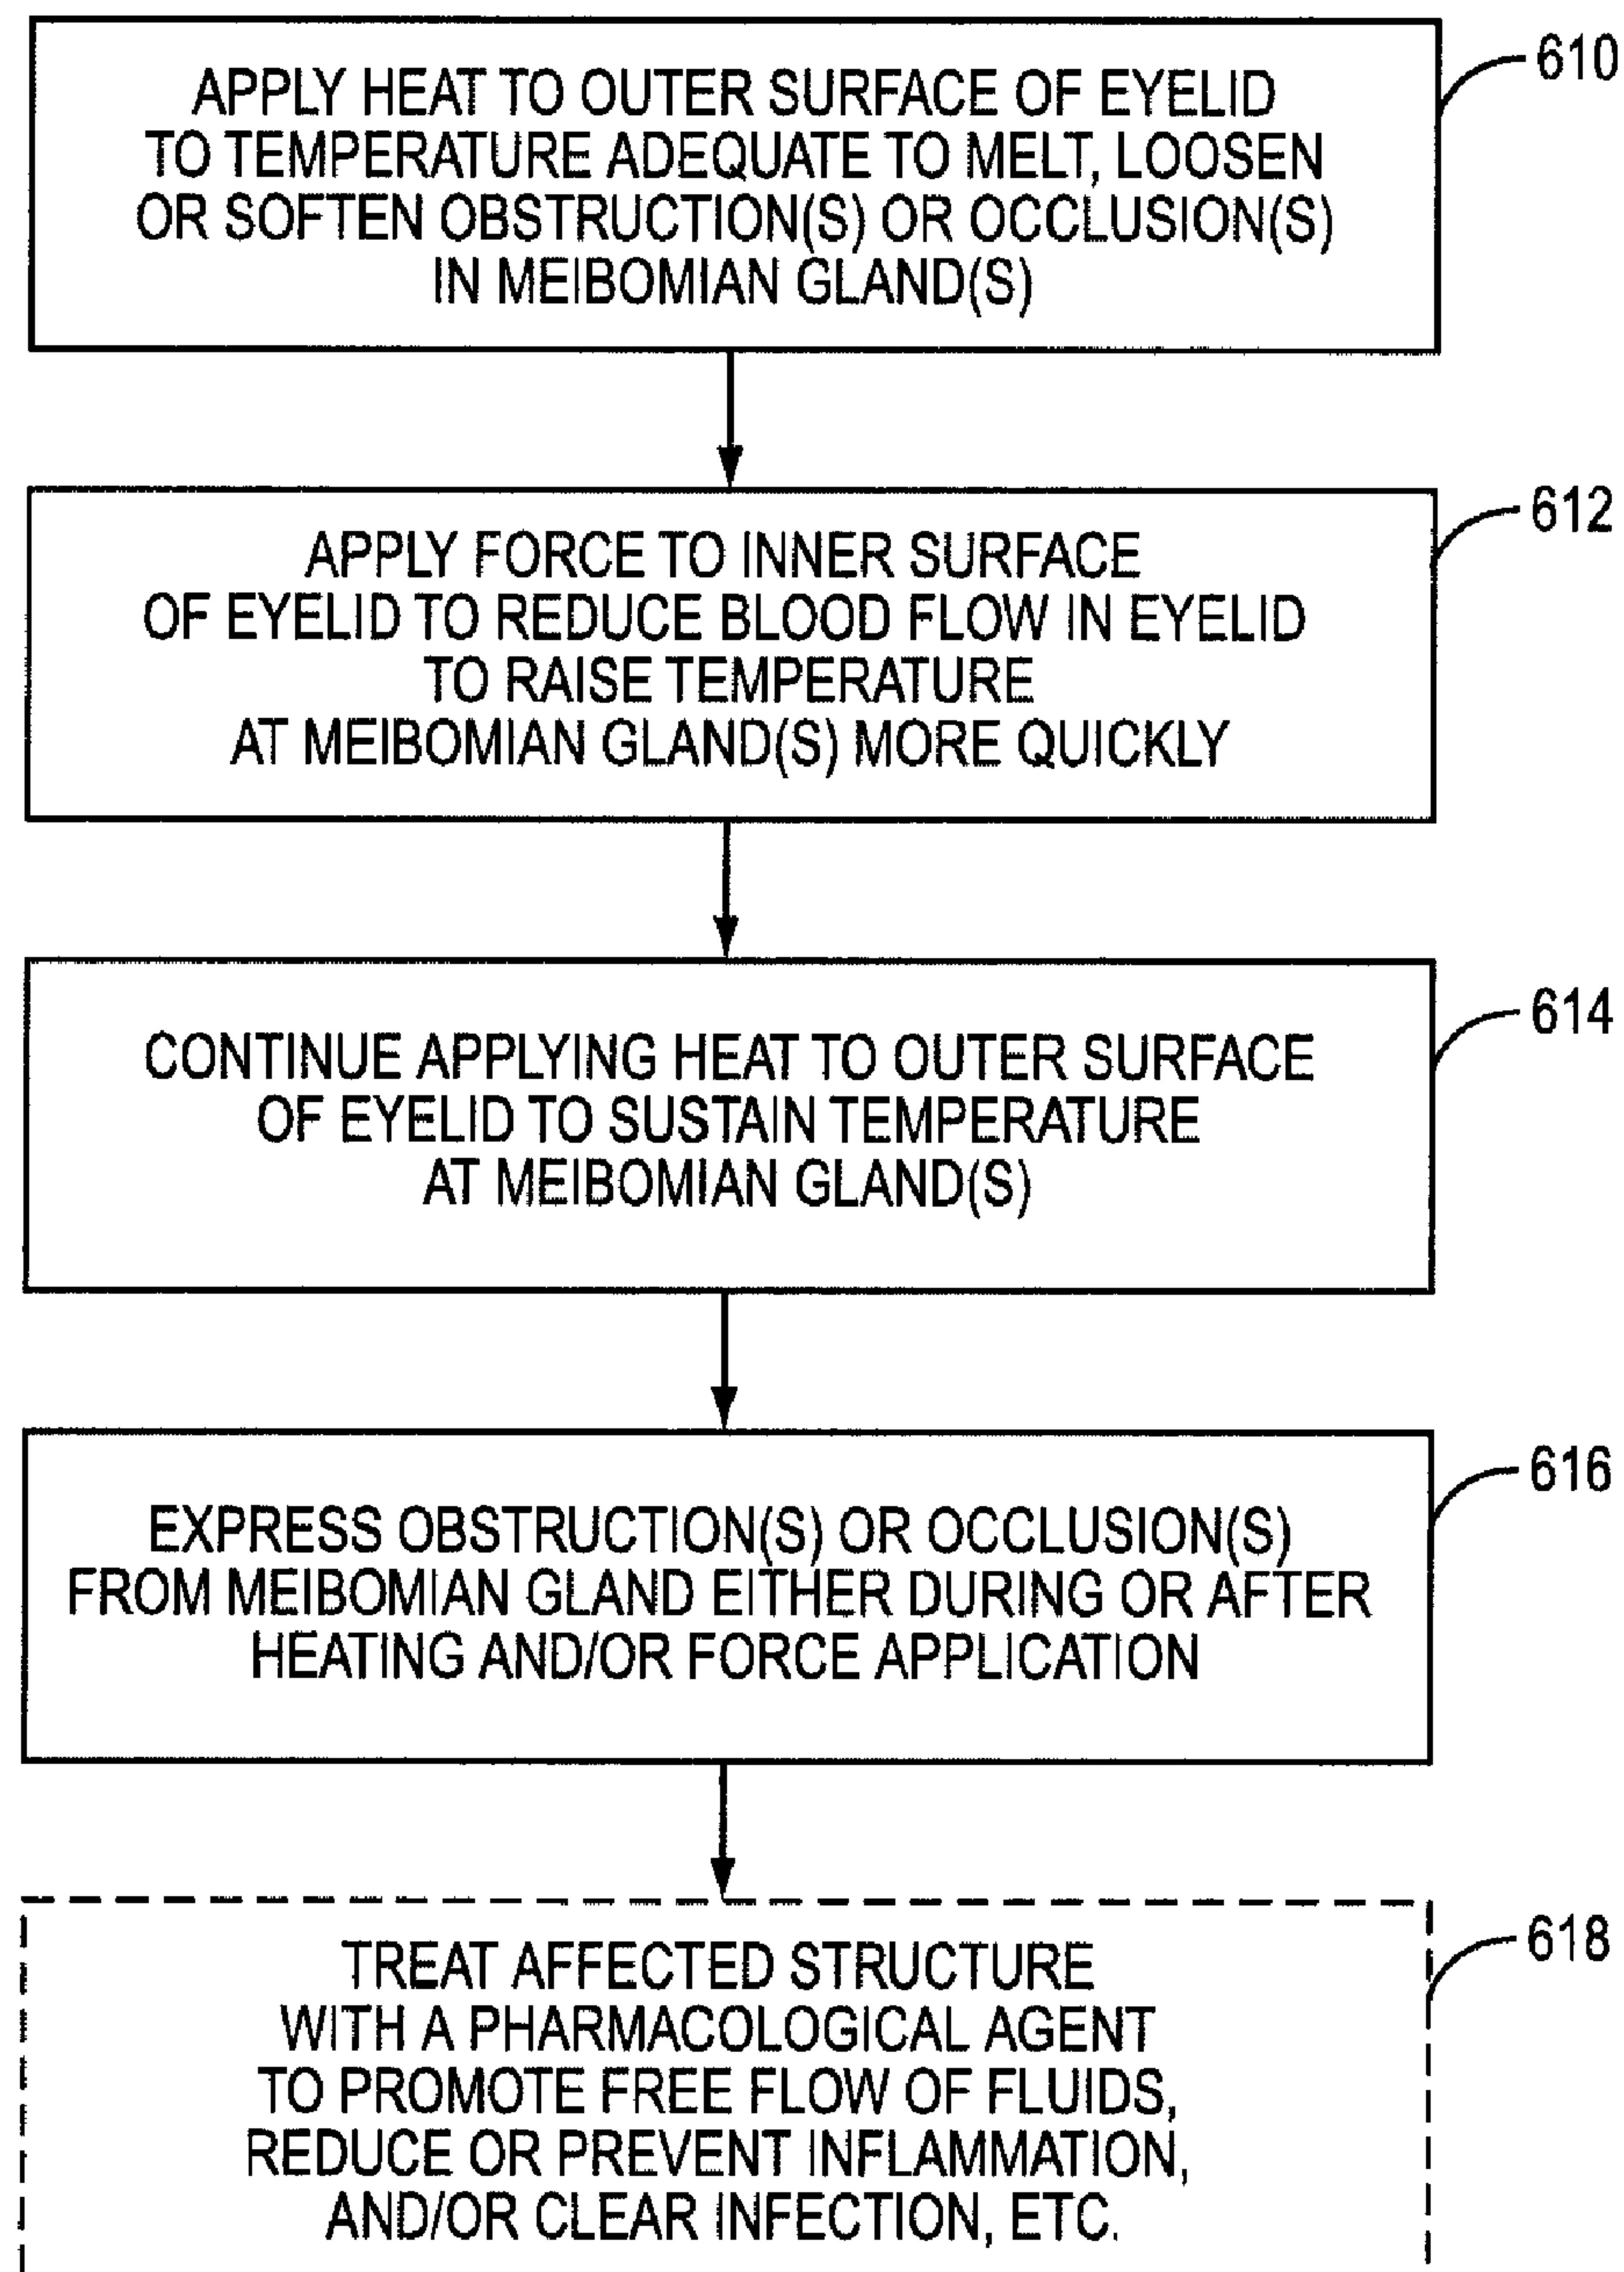 APPLY HEAT TO OUTER SURFACE OF EYELID
TO TEMPERATURE ADEQUATE TO MELT, LOOSEN
OR SOFTEN OBSTRUCTION(S) OR OCCLUSION(S)
IN MEIBOMIAN GLAND(S)
610
APPLY FORCE TO INNER SURFACE
OF EYELID TO REDUCE BLOOD FLOW IN EYELID
TO RAISE TEMPERATURE
AT MEIBOMIAN GLAND(S) MORE QUICKLY
612
CONTINUE APPLYING HEAT TO OUTER SURFACE
OF EYELID TO SUSTAIN TEMPERATURE
AT MEIBOMIAN GLAND(S)
614
EXPRESS OBSTRUCTION(S) OR OCCLUSION(S)
FROM MEIBOMIAN GLAND EITHER DURING OR AFTER
HEATING AND/OR FORCE APPLICATION
616
TREAT AFFECTED STRUCTURE
WITH A PHARMACOLOGICAL AGENT
TO PROMOTE FREE FLOW OF FLUIDS,
REDUCE OR PREVENT INFLAMMATION,
AND/OR CLEAR INFECTION, ETC.
618